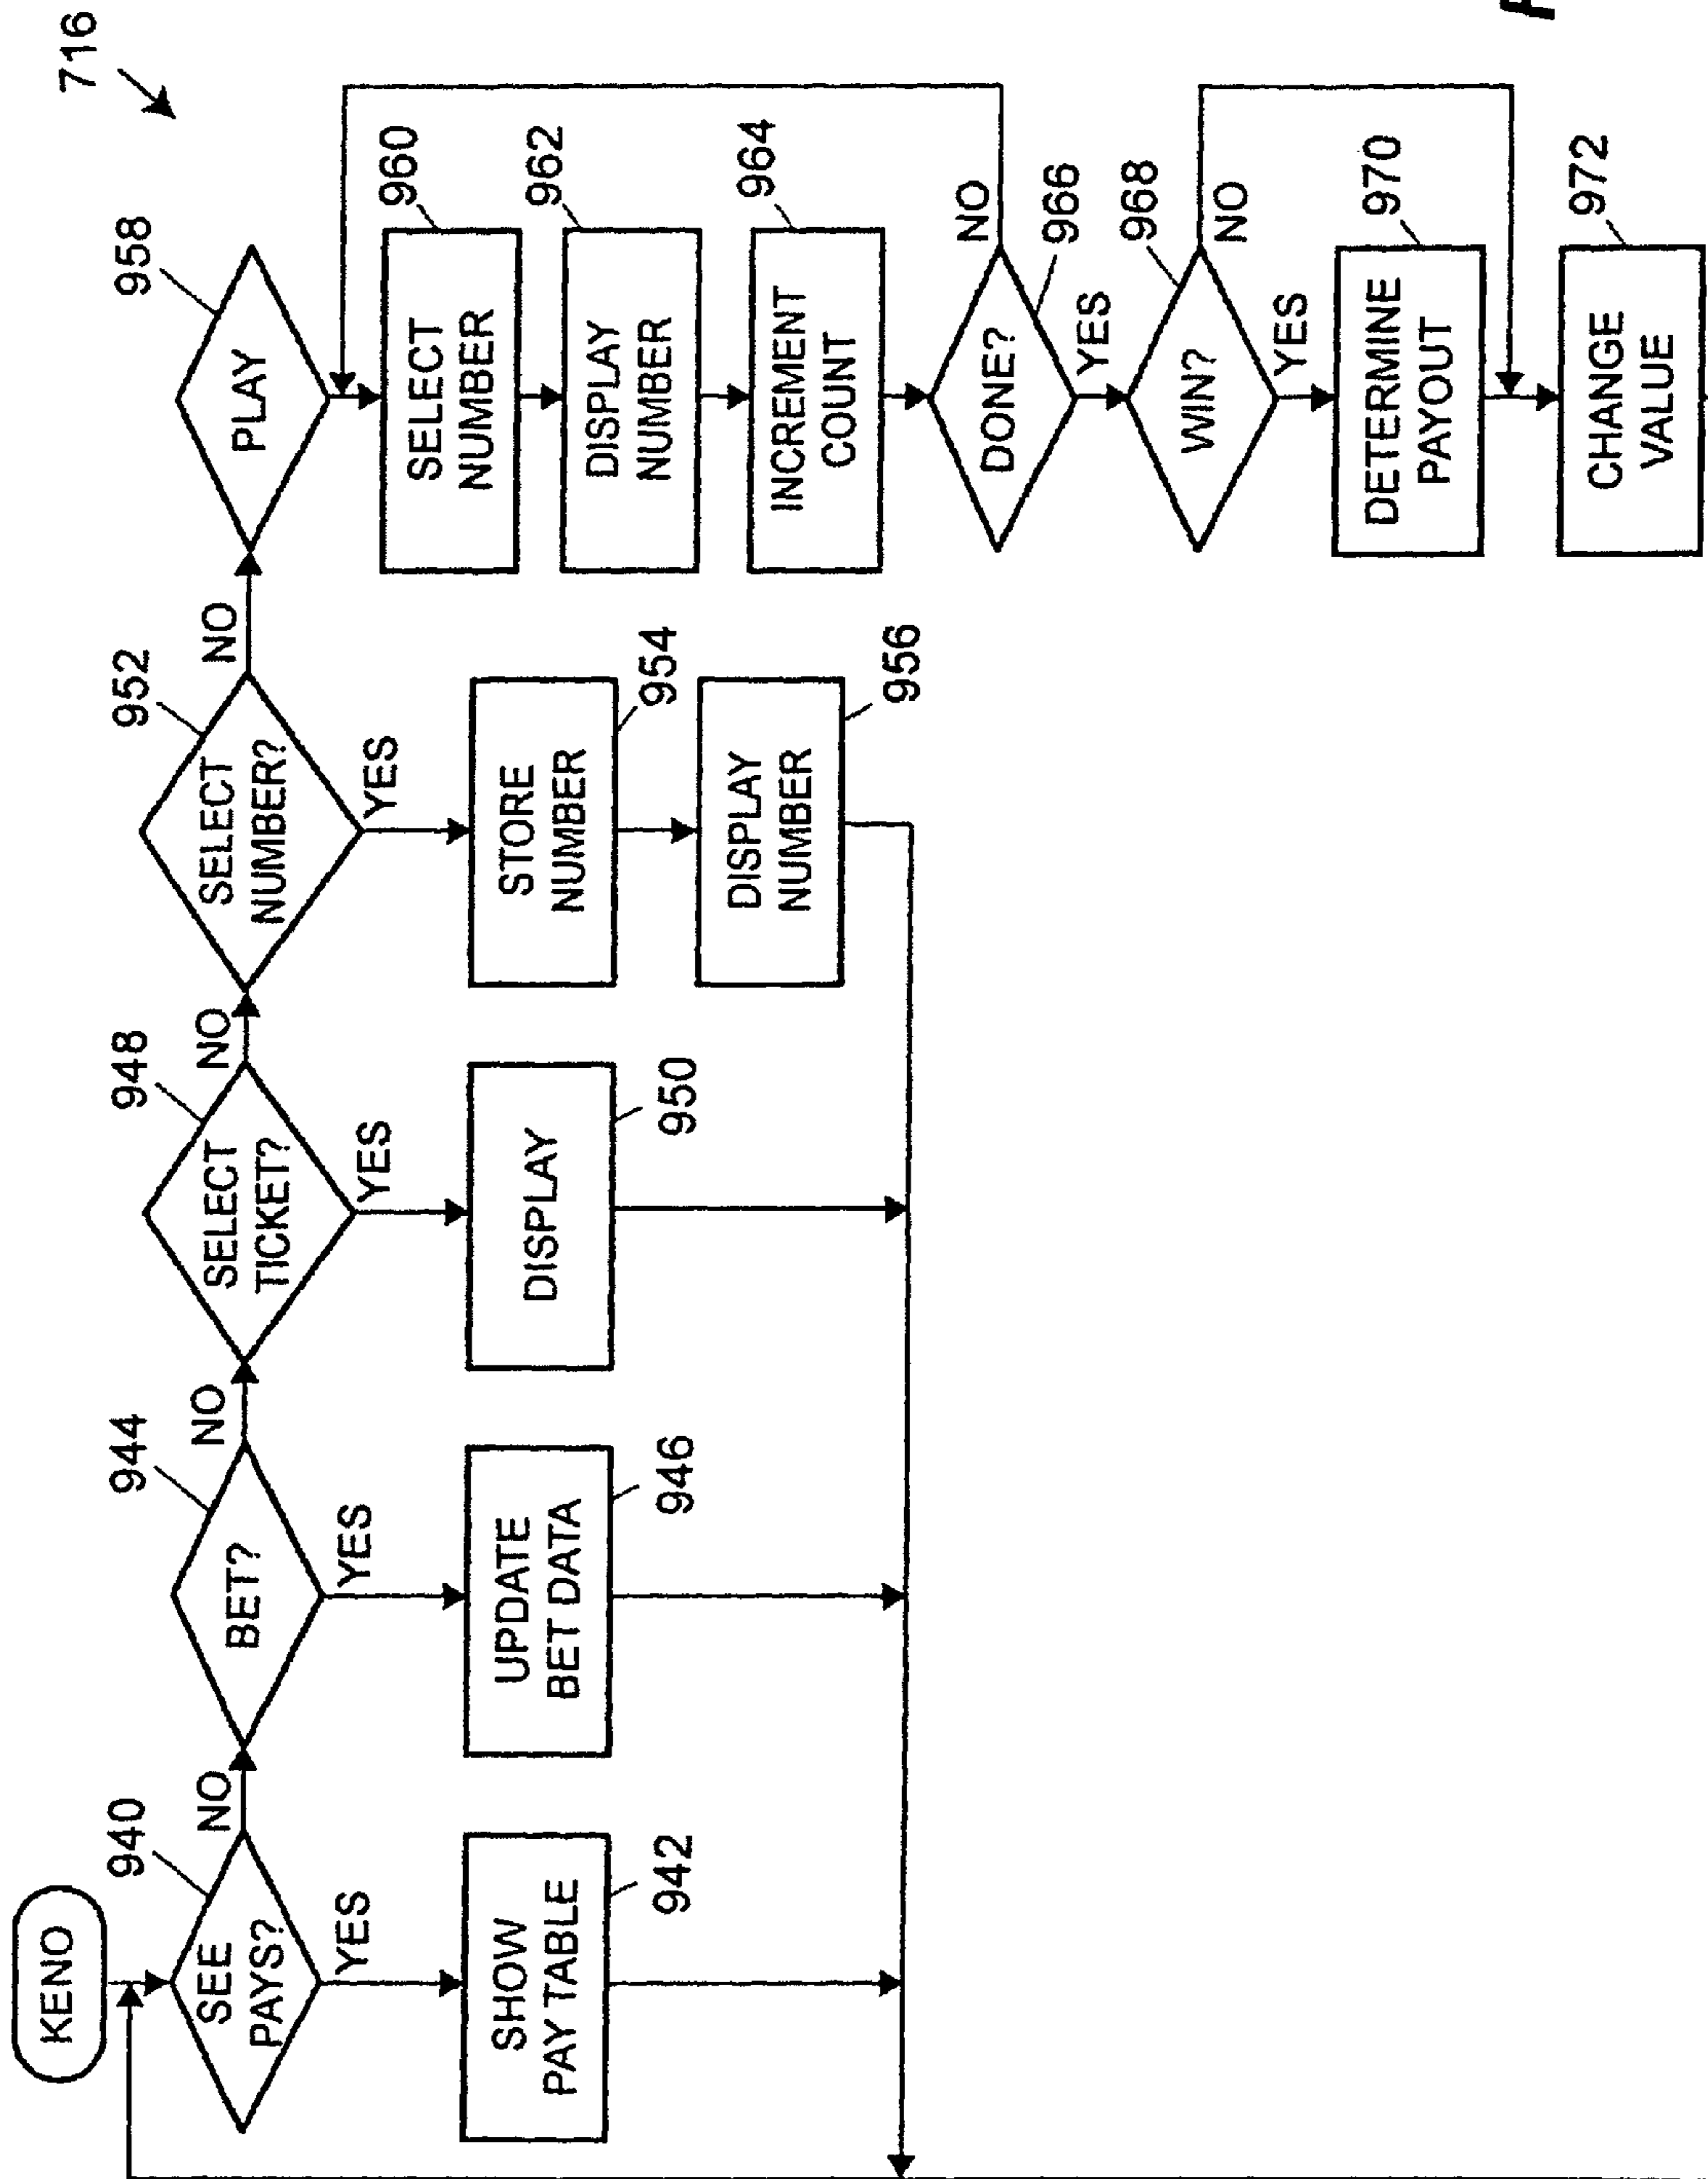 716
KENO
940
SEE
PAYS?
NO
YES
SHOW
PAY TABLE
942
944
BET?
NO
YES
UPDATE
BET DATA
946
948
SELECT
TICKET?
NO
YES
DISPLAY
950
952
SELECT
NUMBER?
NO
YES
STORE
NUMBER
954
DISPLAY
NUMBER
956
958
PLAY
960
SELECT
NUMBER
962
DISPLAY
NUMBER
964
INCREMENT
COUNT
DONE?
NO
966
YES
968
WIN?
NO
YES
DETERMINE
PAYOUT
970
CHANGE
VALUE
972